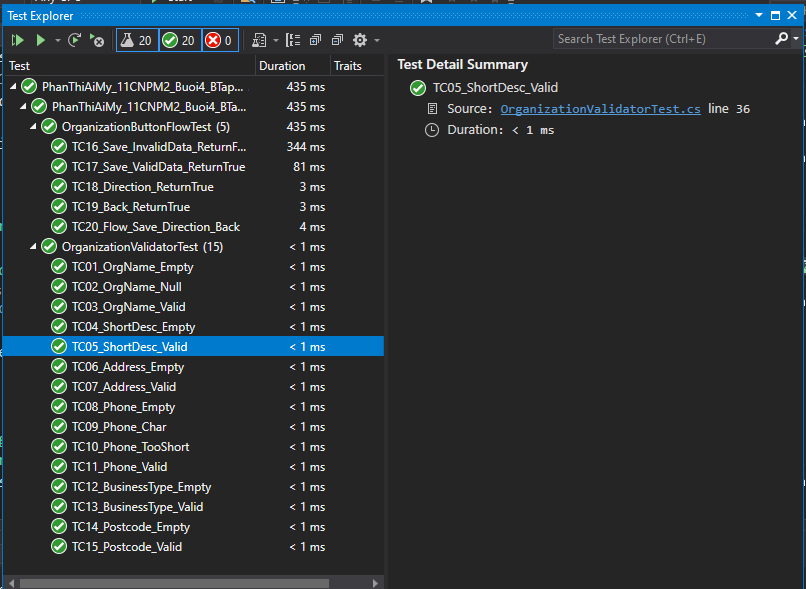 Test Explorer
20 20 0
Search Test Explorer (Ctrl+E)
Test Duration Traits
PhanThiAiMy_11CNPM2_Buoi4_BTap... 435 ms
PhanThiAiMy_11CNPM2_Buoi4_BTa... 435 ms
OrganizationButtonFlowTest (5) 435 ms
TC16_Save_InvalidData_ReturnF... 344 ms
TC17_Save_ValidData_ReturnTrue 81 ms
TC18_Direction_ReturnTrue 3 ms
TC19_Back_ReturnTrue 3 ms
TC20_Flow_Save_Direction_Back 4 ms
OrganizationValidatorTest (15) < 1 ms
TC01_OrgName_Empty < 1 ms
TC02_OrgName_Null < 1 ms
TC03_OrgName_Valid < 1 ms
TC04_ShortDesc_Empty < 1 ms
TC05_ShortDesc_Valid < 1 ms
TC06_Address_Empty < 1 ms
TC07_Address_Valid < 1 ms
TC08_Phone_Empty < 1 ms
TC09_Phone_Char < 1 ms
TC10_Phone_TooShort < 1 ms
TC11_Phone_Valid < 1 ms
TC12_BusinessType_Empty < 1 ms
TC13_BusinessType_Valid < 1 ms
TC14_Postcode_Empty < 1 ms
TC15_Postcode_Valid < 1 ms
Test Detail Summary
TC05_ShortDesc_Valid
Source: OrganizationValidatorTest.cs line 36
Duration: < 1 ms